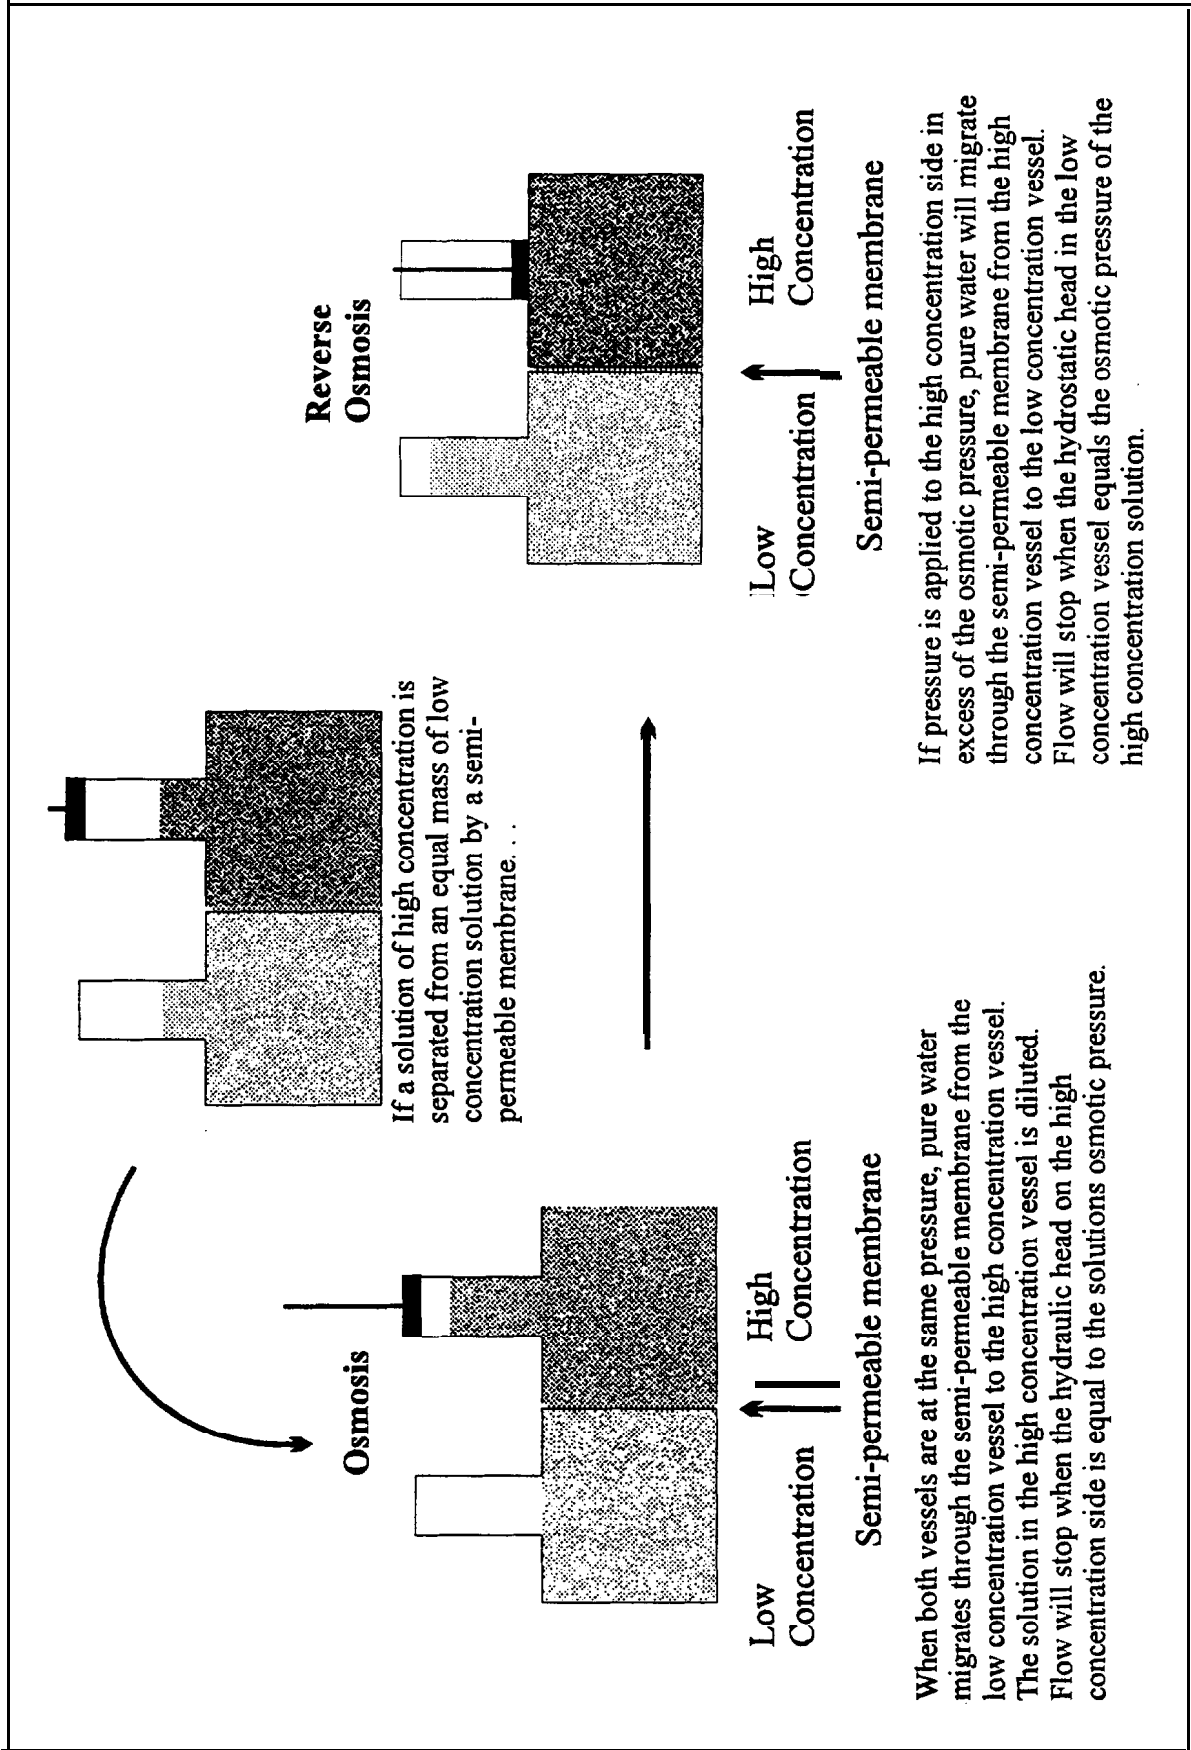 If a solution of high concentration is
separated from an equal mass of low
concentration solution by a semi-
permeable membrane. . .
Osmosis
Low
Concentration
High
Concentration
Semi-permeable membrane
When both vessels are at the same pressure, pure water
migrates through the semi-permeable membrane from the
low concentration vessel to the high concentration vessel.
The solution in the high concentration vessel is diluted.
Flow will stop when the hydraulic head on the high
concentration side is equal to the solutions osmotic pressure.
Reverse
Osmosis
Low
Concentration
High
Concentration
Semi-permeable membrane
If pressure is applied to the high concentration side in
excess of the osmotic pressure, pure water will migrate
through the semi-permeable membrane from the high
concentration vessel to the low concentration vessel.
Flow will stop when the hydrostatic head in the low
concentration vessel equals the osmotic pressure of the
high concentration solution.